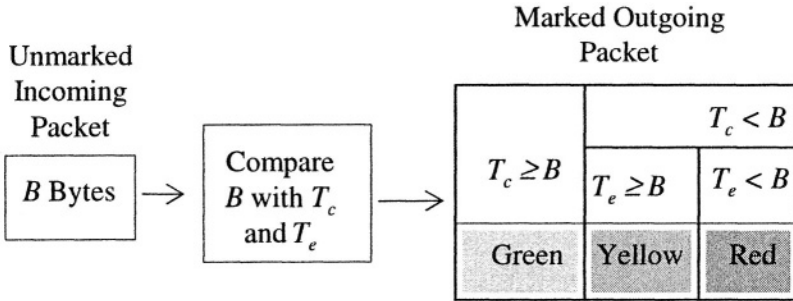 Marked Outgoing
Packet
Unmarked
Incoming
Packet
B Bytes
Compare
B with T_c
and T_e
T_c < B
T_c ≥ B
T_e ≥ B
T_e < B
Green
Yellow
Red